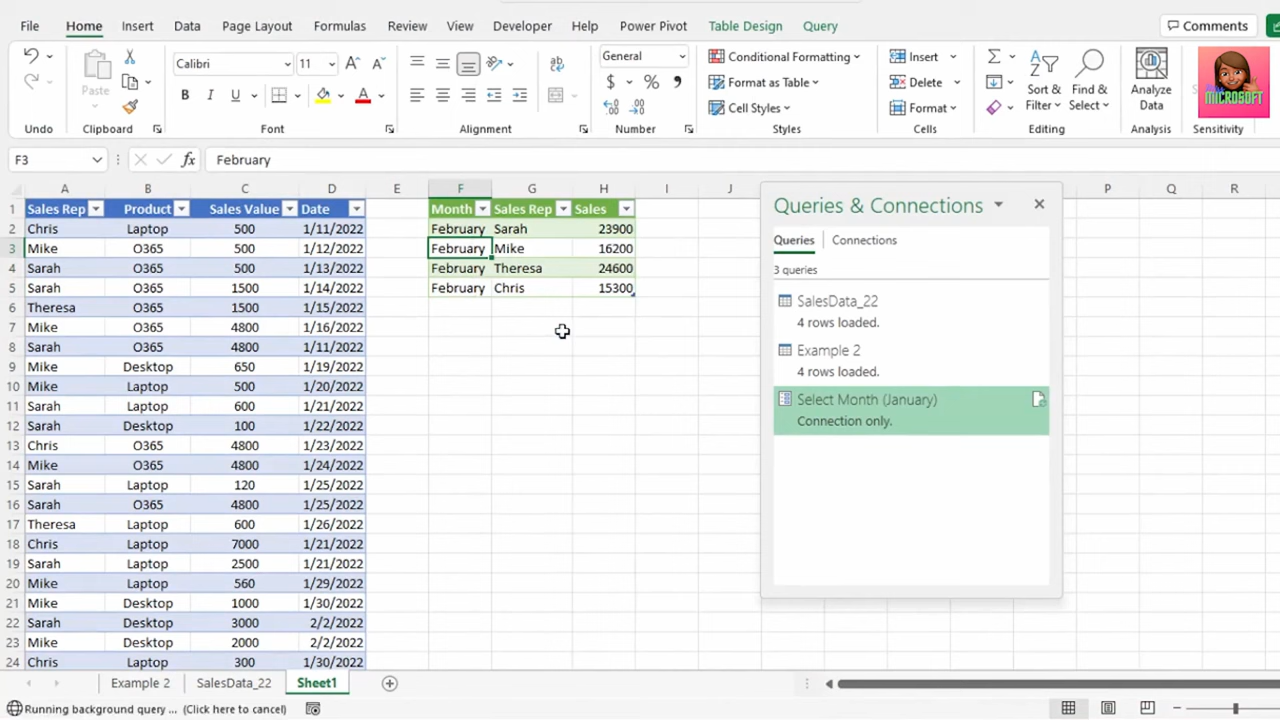 File Home Insert Data Page Layout Formulas Review View Developer Help Power Pivot Table Design Query Comments
Calibri 11 A A General Conditional Formatting Insert
Paste B I U A $ % Format as Table Delete Sort & Filter Find & Select Analyze Data MICROSOFT
Cell Styles Format
Undo Clipboard Font Alignment Number Styles Cells Editing Analysis Sensitivity
F3 fx February
A B C D E F G H I J P Q R
1 Sales Rep Product Sales Value Date Month Sales Rep Sales
2 Chris Laptop 500 1/11/2022 February Sarah 23900
3 Mike O365 500 1/12/2022 February Mike 16200
4 Sarah O365 500 1/13/2022 February Theresa 24600
5 Sarah O365 1500 1/14/2022 February Chris 15300
6 Theresa O365 1500 1/15/2022
7 Mike O365 4800 1/16/2022
8 Sarah O365 4800 1/11/2022
9 Mike Desktop 650 1/19/2022
10 Mike Laptop 500 1/20/2022
11 Sarah Laptop 600 1/21/2022
12 Sarah Desktop 100 1/22/2022
13 Chris O365 4800 1/23/2022
14 Mike O365 4800 1/24/2022
15 Sarah Laptop 120 1/25/2022
16 Sarah O365 4800 1/25/2022
17 Theresa Laptop 600 1/26/2022
18 Chris Laptop 7000 1/21/2022
19 Sarah Laptop 2500 1/21/2022
20 Mike Laptop 560 1/29/2022
21 Mike Desktop 1000 1/30/2022
22 Sarah Desktop 3000 2/2/2022
23 Mike Desktop 2000 2/2/2022
24 Chris Laptop 300 1/30/2022
Queries & Connections
Queries Connections
3 queries
SalesData_22
4 rows loaded.
Example 2
4 rows loaded.
Select Month (January)
Connection only.
Example 2 SalesData_22 Sheet1
Running background query ... (Click here to cancel)